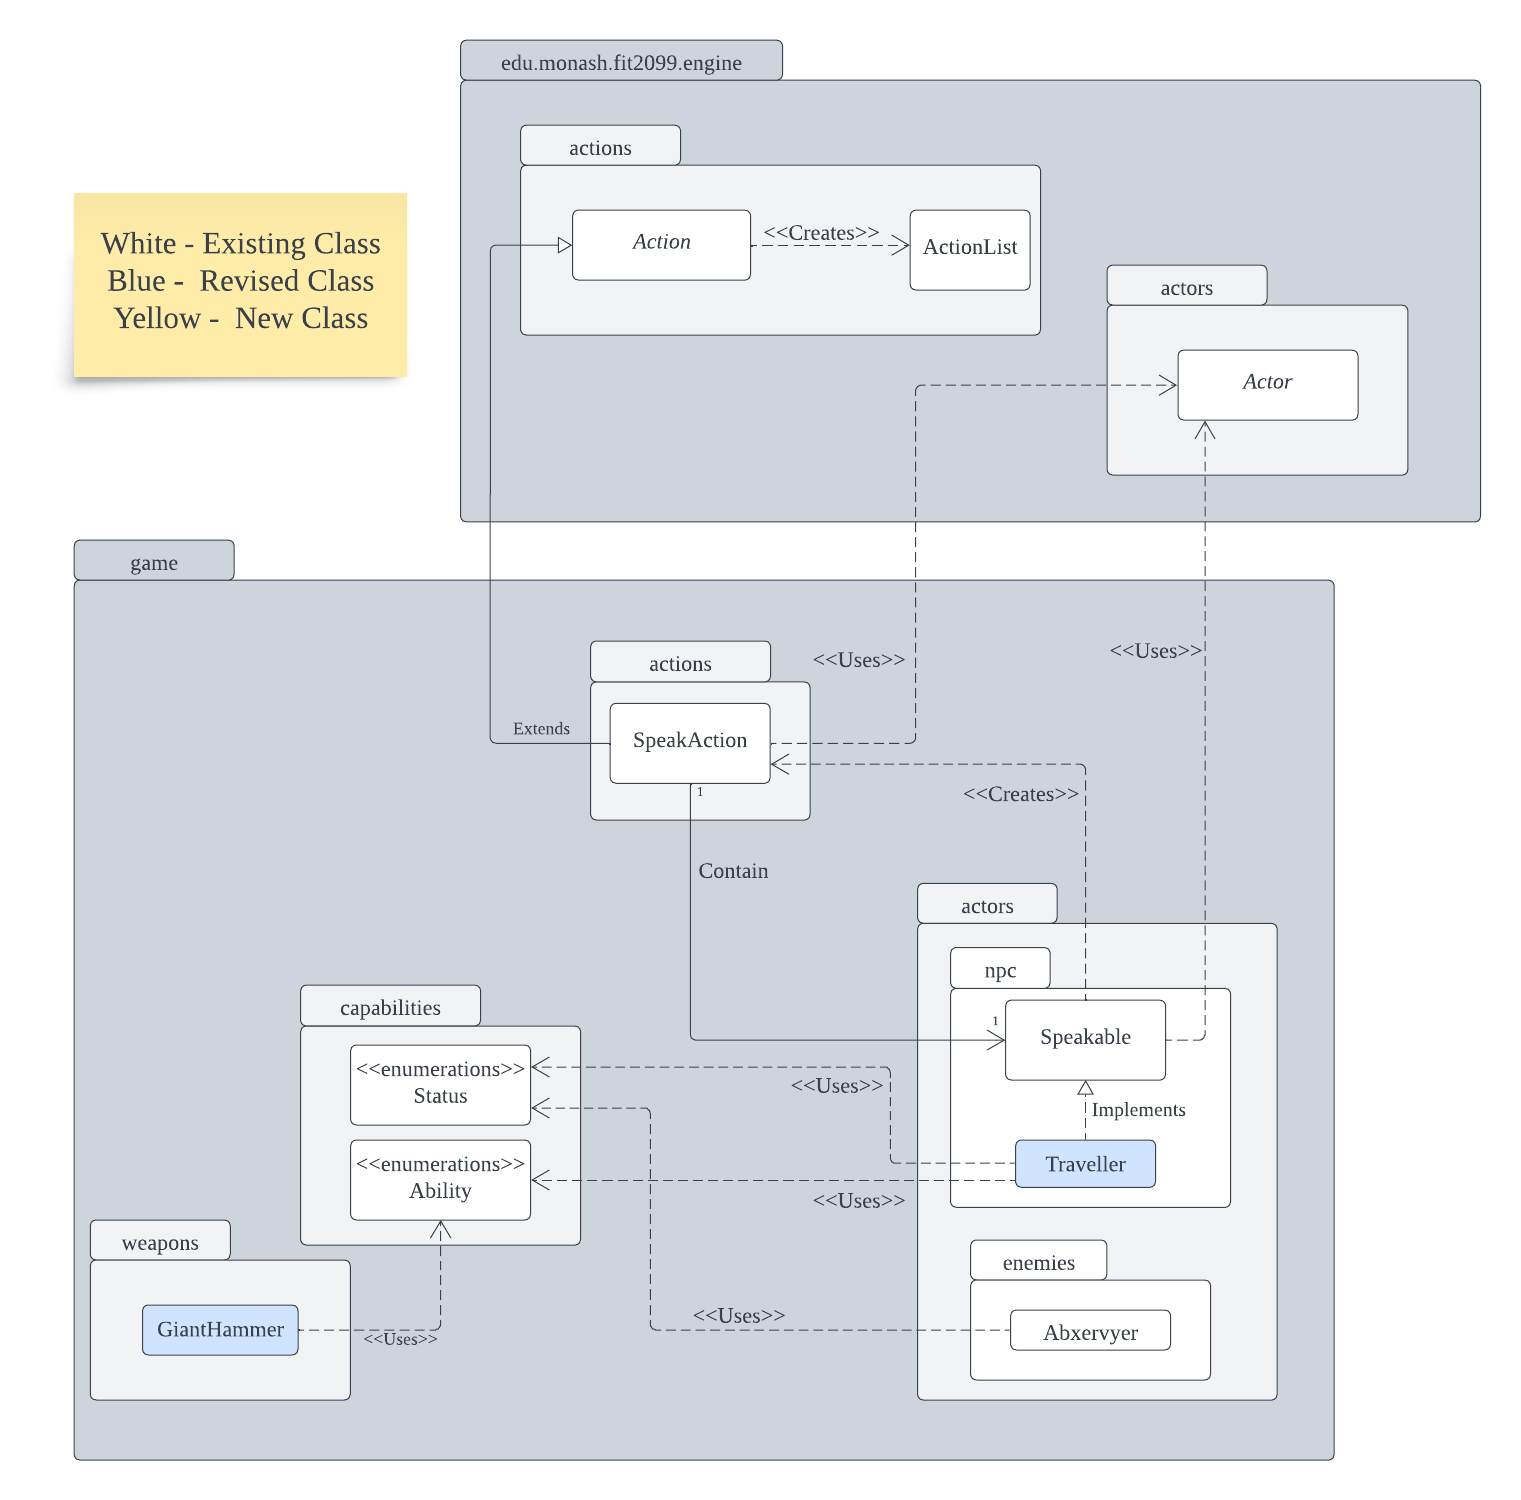 edu.monash.fit2099.engine
actions
Action
<<Creates>>
ActionList
White - Existing Class
Blue -  Revised Class
Yellow -  New Class
actors
Actor
game
actions
<<Uses>>
<<Uses>>
Extends
SpeakAction
1
<<Creates>>
Contain
actors
npc
capabilities
1
Speakable
<<enumerations>>
Status
<<Uses>>
Implements
<<enumerations>>
Ability
Traveller
<<Uses>>
weapons
enemies
GiantHammer
<<Uses>>
<<Uses>>
Abxervyer